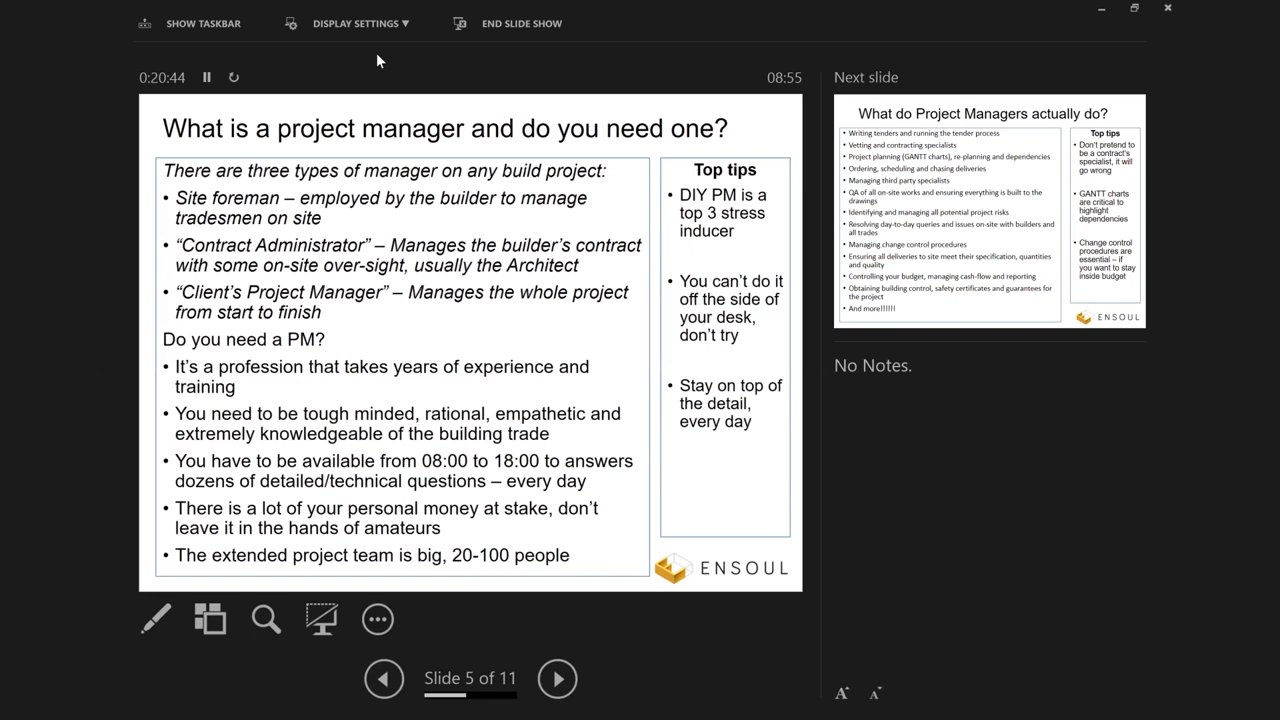 SHOW TASKBAR
DISPLAY SETTINGS ▼
END SLIDE SHOW
0:20:44
08:55
What is a project manager and do you need one?
There are three types of manager on any build project:
• Site foreman – employed by the builder to manage
tradesmen on site
• “Contract Administrator” – Manages the builder’s contract
with some on-site over-sight, usually the Architect
• “Client’s Project Manager” – Manages the whole project
from start to finish
Do you need a PM?
• It’s a profession that takes years of experience and
training
• You need to be tough minded, rational, empathetic and
extremely knowledgeable of the building trade
• You have to be available from 08:00 to 18:00 to answers
dozens of detailed/technical questions – every day
• There is a lot of your personal money at stake, don’t
leave it in the hands of amateurs
• The extended project team is big, 20-100 people
Top tips
• DIY PM is a
top 3 stress
inducer
• You can’t do it
off the side of
your desk,
don’t try
• Stay on top of
the detail,
every day
ENSOUL
Next slide
What do Project Managers actually do?
• Writing tenders and running the tender process
• Vetting and contracting specialists
• Project planning (GANTT charts), re-planning and dependencies
• Ordering, scheduling and chasing deliveries
• Managing third party specialists
• QA of all on-site works and ensuring everything is built to the
drawings
• Identifying and managing all potential project risks
• Resolving day-to-day queries and issues on-site with builders and
all trades
• Managing change control procedures
• Ensuring all deliveries to site meet their specification, quantities
and quality
• Controlling your budget, managing cash-flow and reporting
• Obtaining building control, safety certificates and guarantees for
the project
• And more!!!!!!
Top tips
• Don’t pretend to
be a contract’s
specialist, it will
go wrong
• GANTT charts
are critical to
highlight
dependencies
• Change control
procedures are
essential – if
you want to stay
inside budget
ENSOUL
No Notes.
Slide 5 of 11
A A